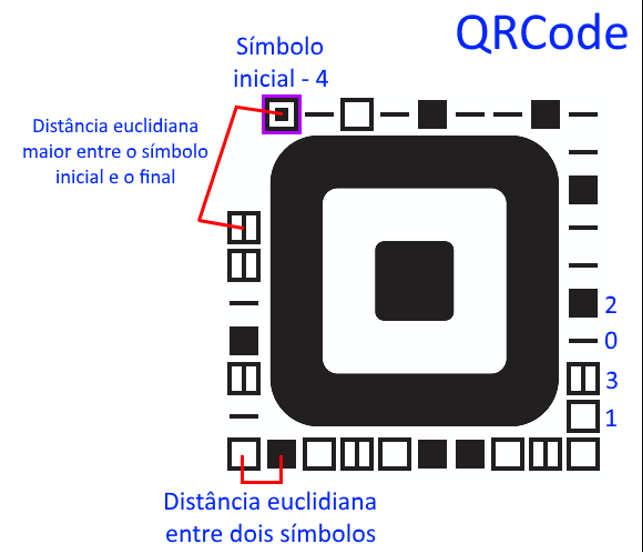 QRCode
Símbolo
inicial - 4
Distância euclidiana
maior entre o símbolo
inicial e o final
2
0
3
1
Distância euclidiana
entre dois símbolos